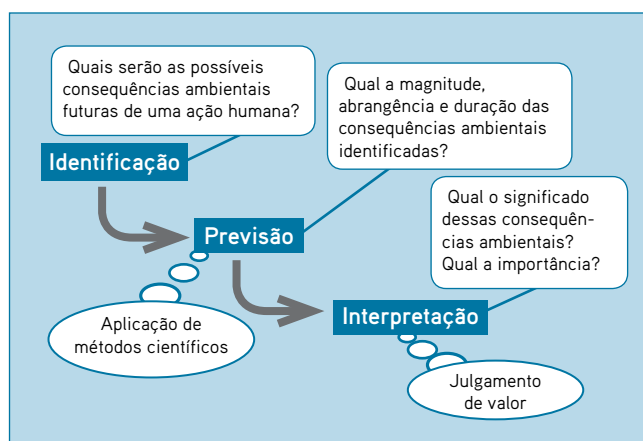 Quais serão as possíveis
consequências ambientais
futuras de uma ação humana?
Identificação
Qual a magnitude,
abrangência e duração das
consequências ambientais
identificadas?
Previsão
Aplicação de
métodos científicos
Qual o significado
dessas consequên-
cias ambientais?
Qual a importância?
Interpretação
Julgamento
de valor